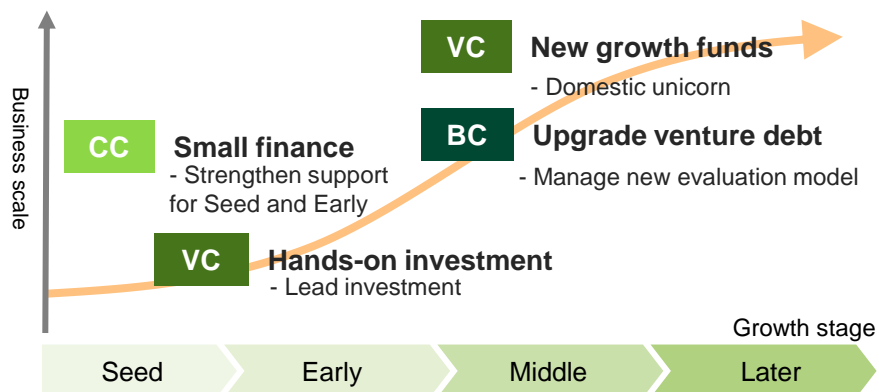 VC New growth funds
- Domestic unicorn
Business scale
CC Small finance
- Strengthen support
for Seed and Early
BC Upgrade venture debt
- Manage new evaluation model
VC Hands-on investment
- Lead investment
Growth stage
Seed Early Middle Later